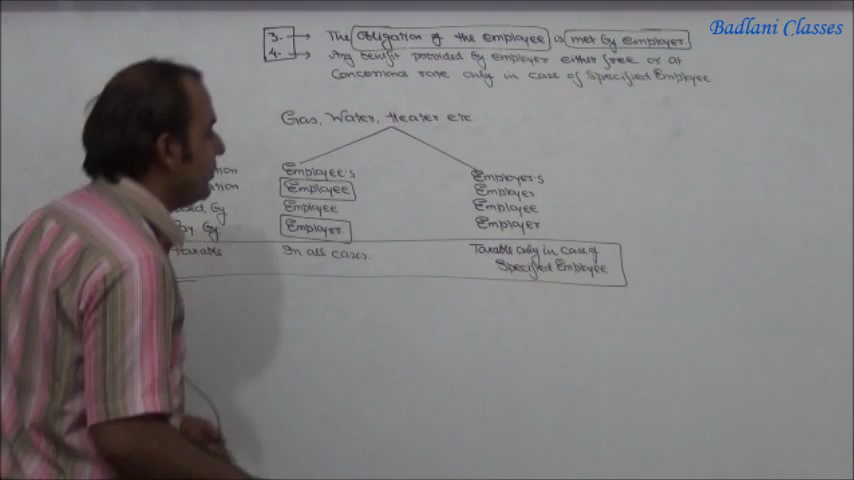 Badlani Classes
3. → The obligation of the employee is met by employer
4. → Any benefit provided by employer either free or at
Concessional rate only in case of Specified Employee
Gas, Water, Heater etc
Employee's Employer's
Employee Employer
Employee Employee
By Employer Employer
Taxable In all cases. Taxable only in case of
Specified Employee